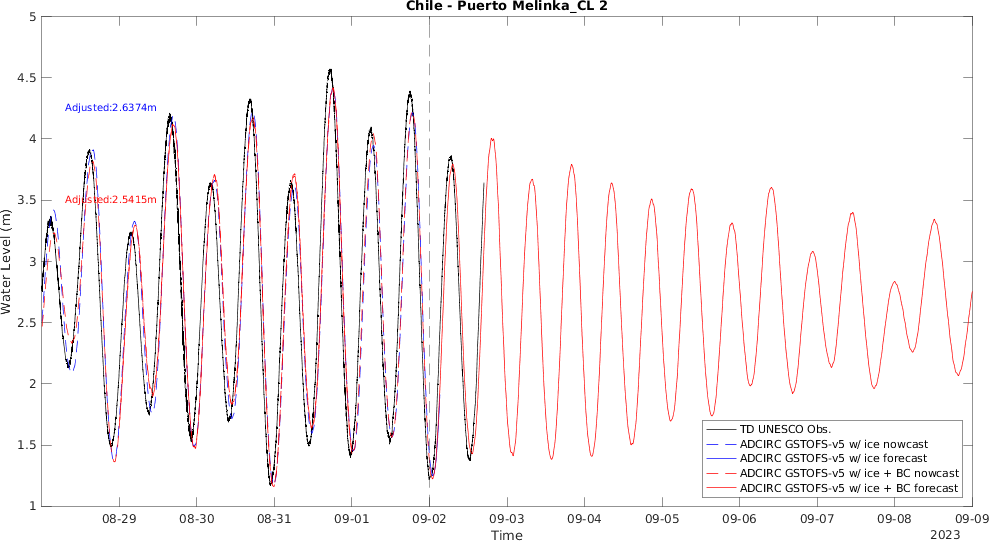 Chile - Puerto Melinka_CL 2
5
4.5
4
3.5
3
2.5
2
1.5
1
Water Level (m)
Adjusted:2.6374m
Adjusted:2.5415m
TD UNESCO Obs.
ADCIRC GSTOFS-v5 w/ ice nowcast
ADCIRC GSTOFS-v5 w/ ice forecast
ADCIRC GSTOFS-v5 w/ ice + BC nowcast
ADCIRC GSTOFS-v5 w/ ice + BC forecast
08-29 08-30 08-31 09-01 09-02 09-03 09-04 09-05 09-06 09-07 09-08 09-09
Time
2023